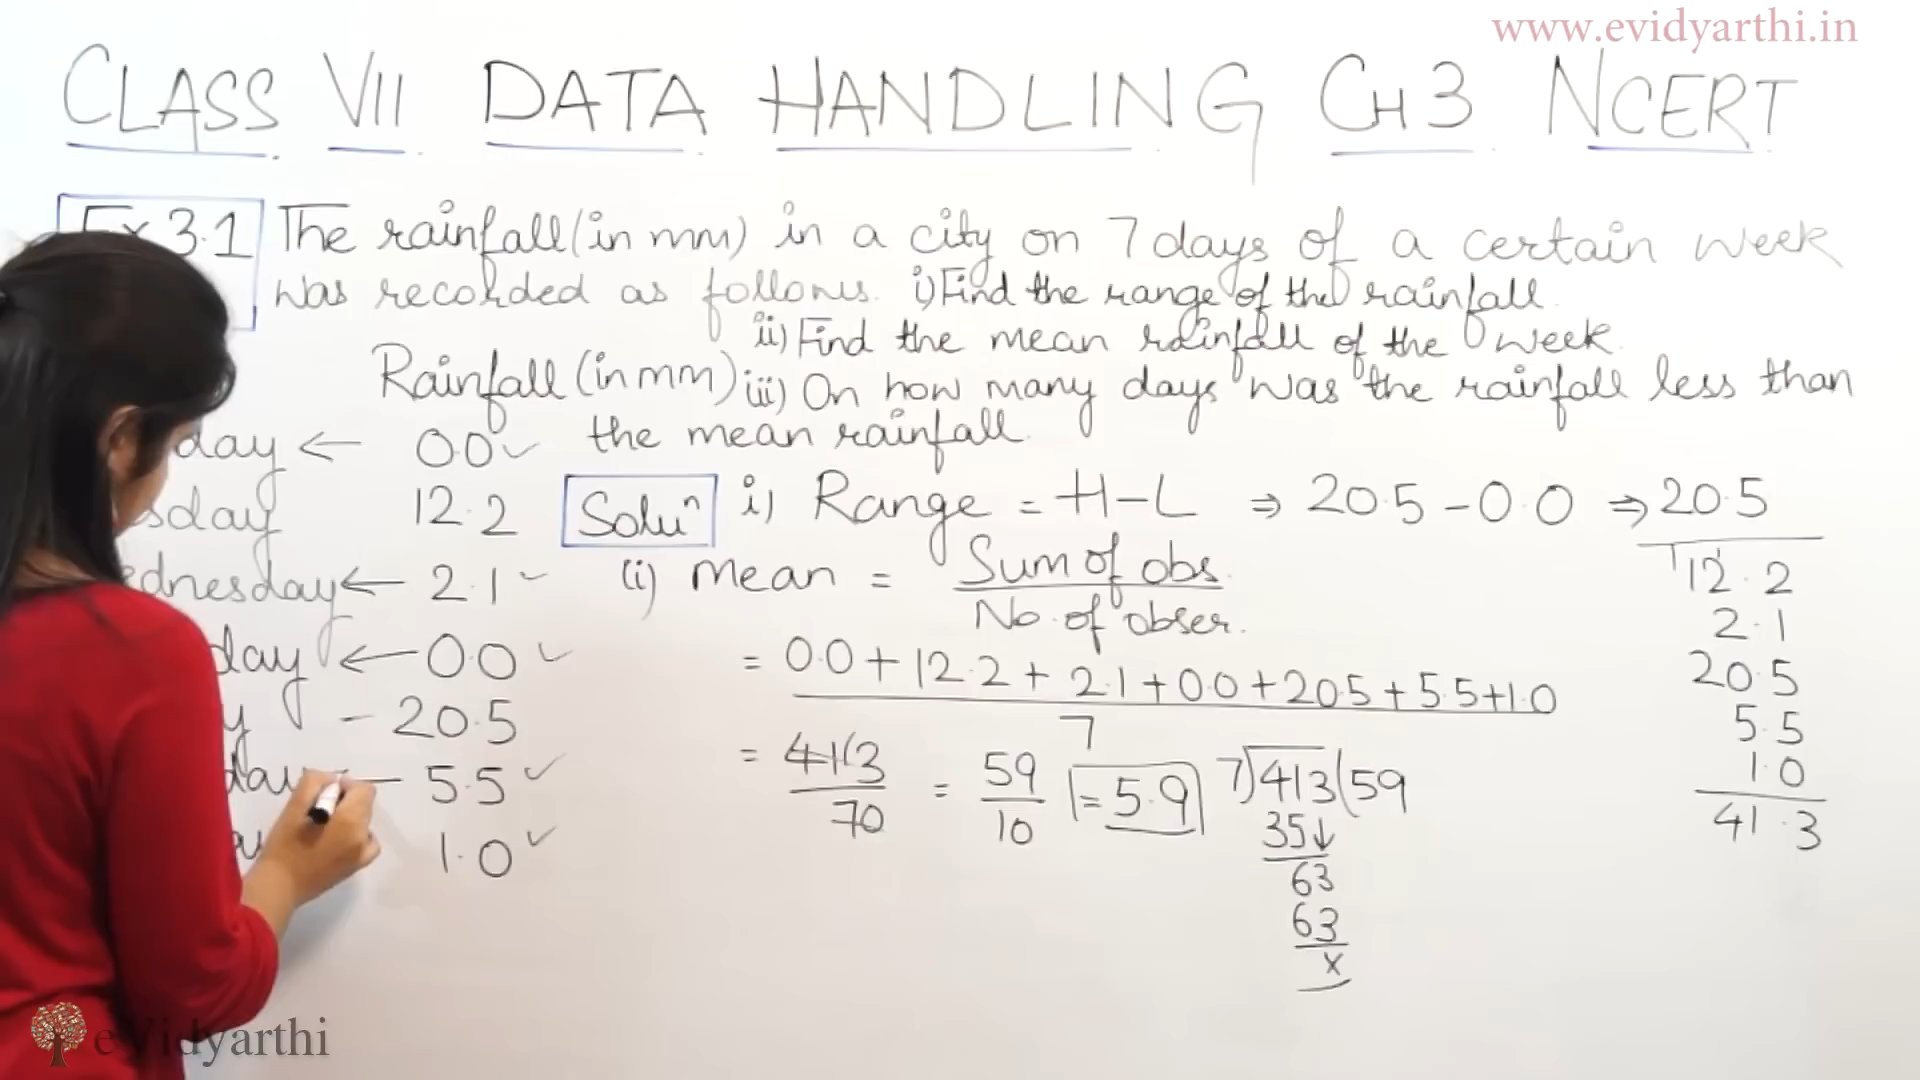 www.evidyarthi.in
CLASS VII DATA HANDLING CH 3 NCERT
Ex 3.1 The rainfall (in mm) in a city on 7 days of a certain week
was recorded as follows. i) Find the range of the rainfall.
ii) Find the mean rainfall of the week.
Rainfall (in mm) iii) On how many days was the rainfall less than
the mean rainfall.
day ← 0.0 ✓
sday 12.2
ednesday ← 2.1 ✓
day ← 0.0 ✓
y - 20.5
day - 5.5 ✓
1.0 ✓
Soluⁿ i) Range = H-L ⇒ 20.5 - 0.0 ⇒ 20.5
(ii) Mean = Sum of obs.
No. of obser.
= 0.0 + 12.2 + 2.1 + 0.0 + 20.5 + 5.5 + 1.0
7
= 413 = 59 = 5.9
70 10
7)413(59
35↓
63
63
x
12.2
2.1
20.5
5.5
1.0
41.3
eVidyarthi